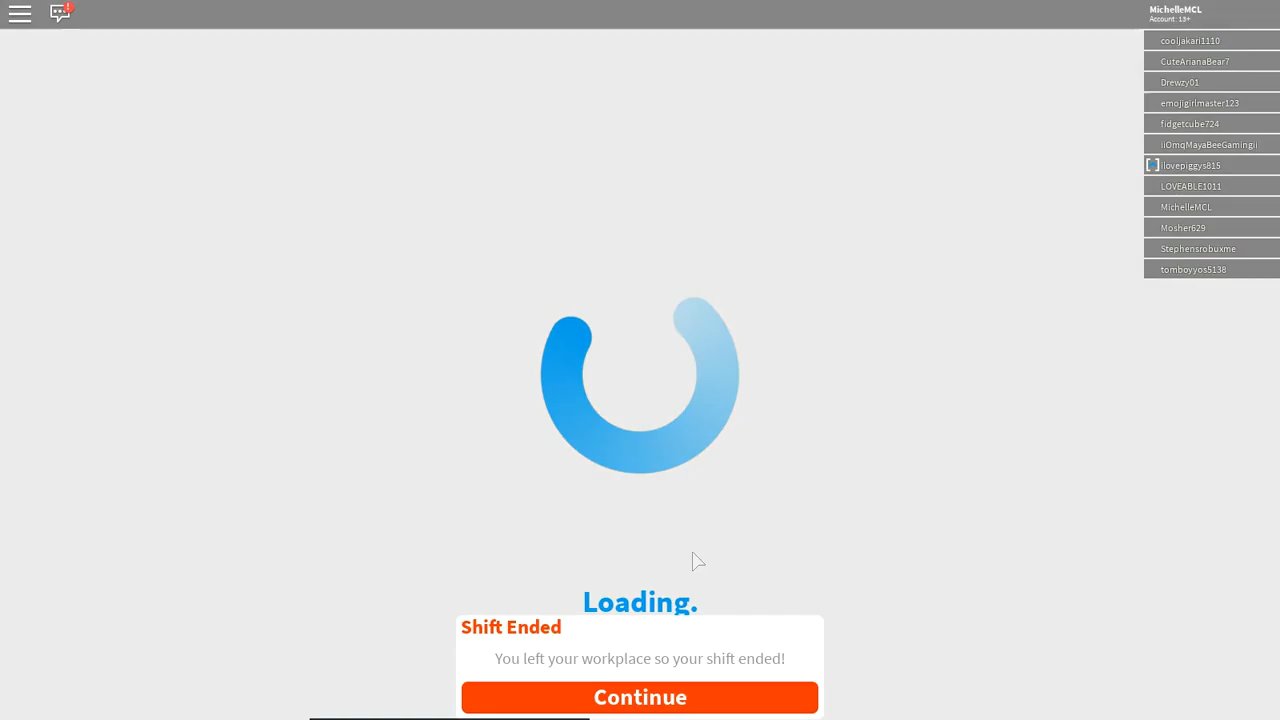 MichelleMCL
Account: 13+
cooljakari1110
CuteArianaBear7
Drewzy01
emojigirlmaster123
fidgetcube724
iiOmqMayaBeeGamingii
ilovepiggys815
LOVEABLE1011
MichelleMCL
Mosher629
Stephensrobuxme
tomboyyos5138
Loading.
Shift Ended
You left your workplace so your shift ended!
Continue